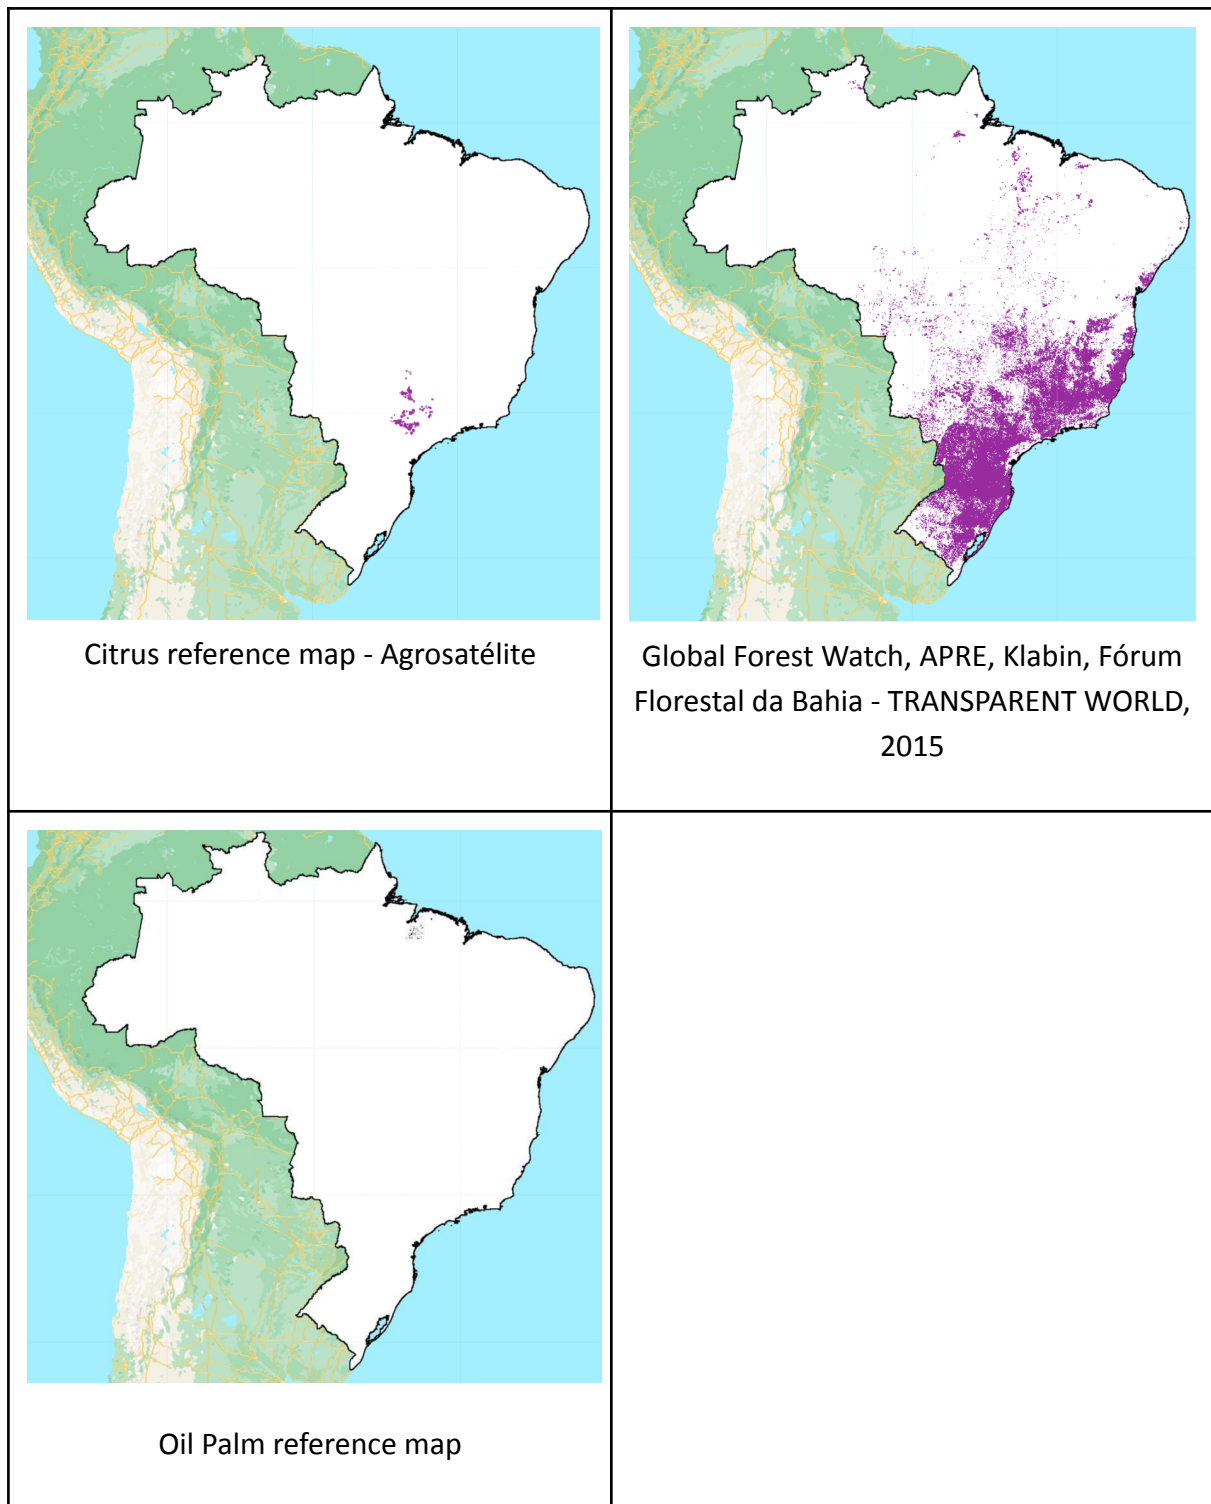 Citrus reference map - Agrosatélite
Global Forest Watch, APRE, Klabin, Fórum
Florestal da Bahia - TRANSPARENT WORLD,
2015
Oil Palm reference map